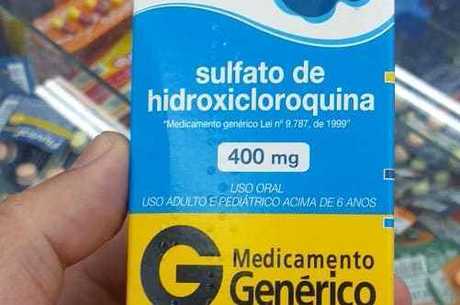 sulfato de
hidroxicloroquina
"Medicamento genérico Lei nº 9.787, de 1999"
400 mg
USO ORAL
USO ADULTO E PEDIÁTRICO ACIMA DE 6 ANOS
G Medicamento
Genérico